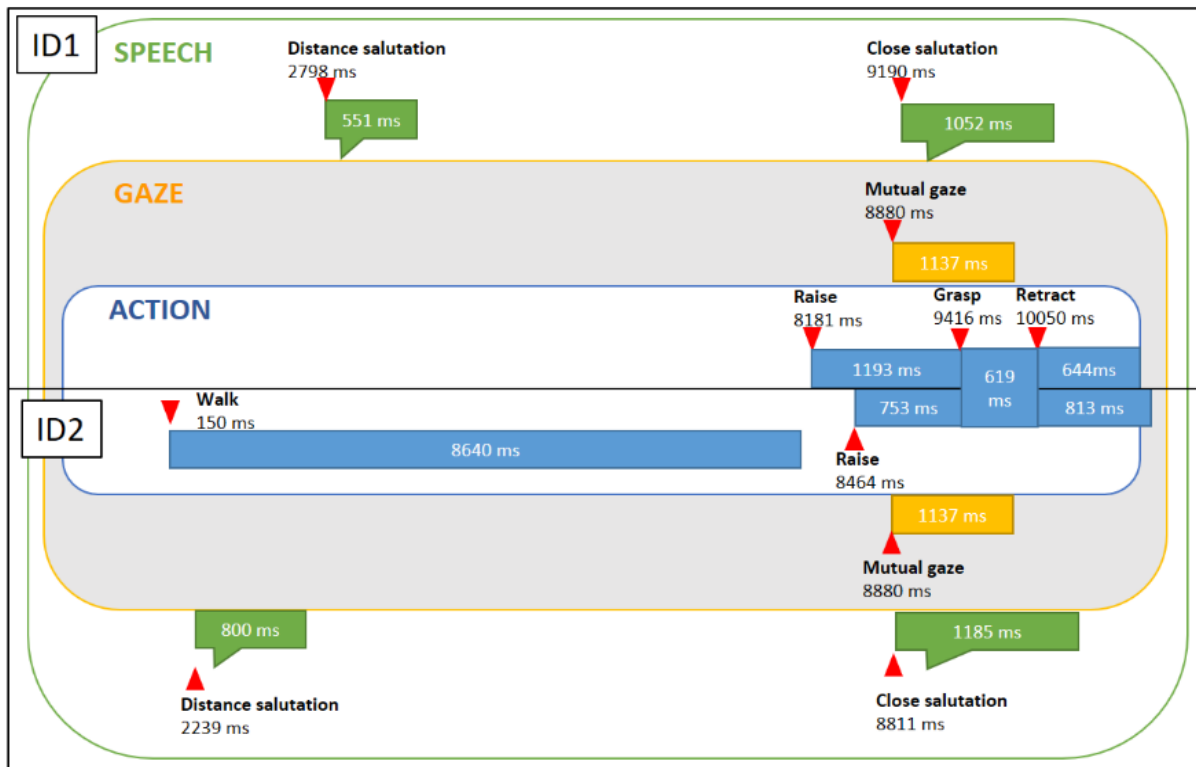 ID1
SPEECH
Distance salutation
2798 ms
551 ms
Close salutation
9190 ms
1052 ms
GAZE
Mutual gaze
8880 ms
1137 ms
ACTION
Raise
8181 ms
Grasp
9416 ms
Retract
10050 ms
1193 ms
619
ms
644ms
ID2
Walk
150 ms
8640 ms
753 ms
813 ms
Raise
8464 ms
1137 ms
Mutual gaze
8880 ms
800 ms
Distance salutation
2239 ms
1185 ms
Close salutation
8811 ms